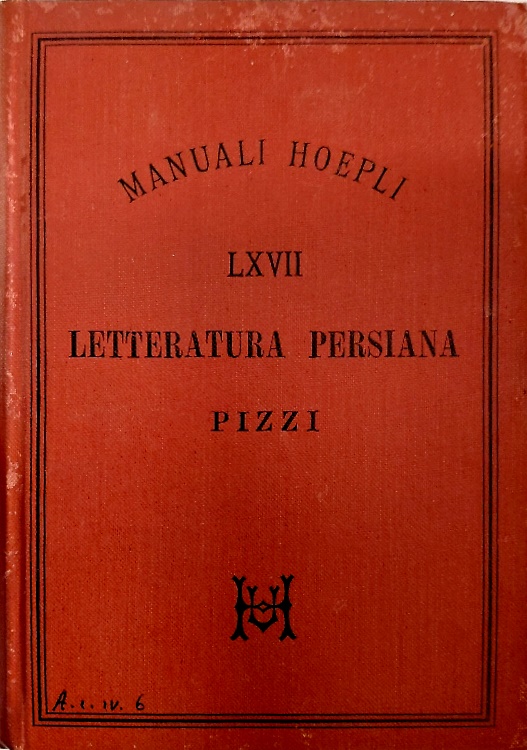 MANUALI HOEPLI
LXVII
LETTERATURA PERSIANA
PIZZI
A. I. IV. 6